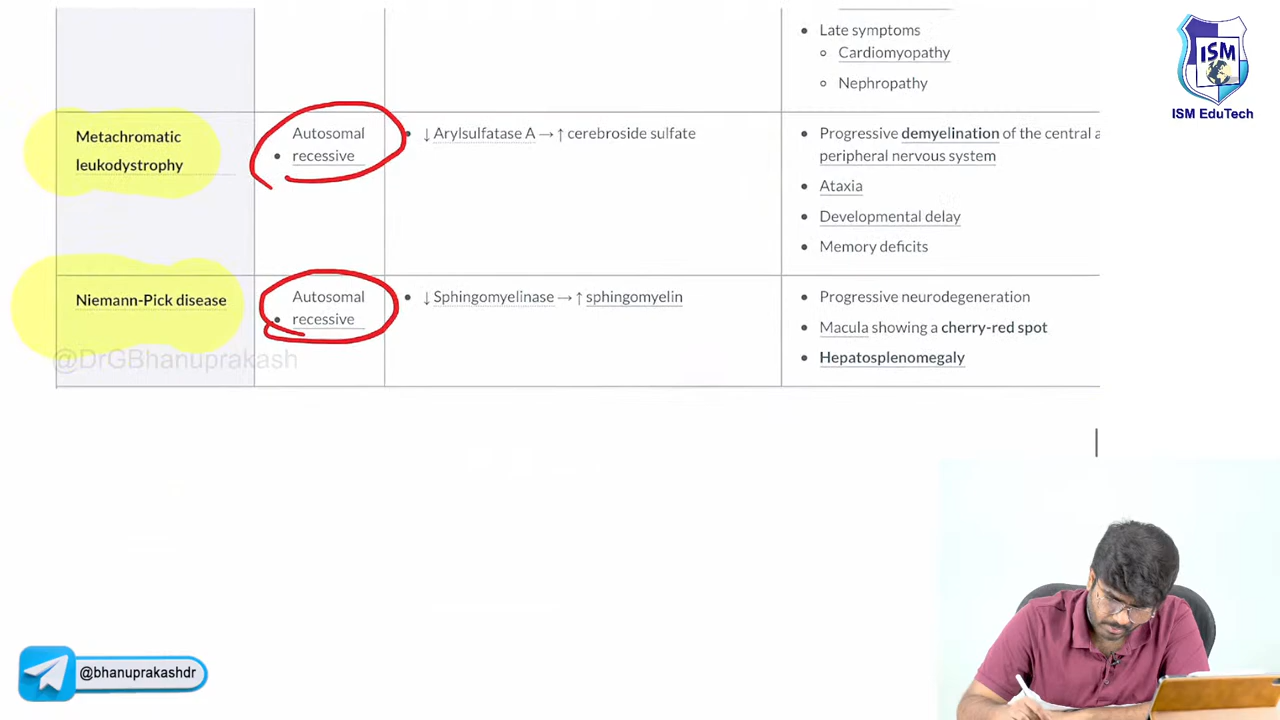 Late symptoms
Cardiomyopathy
Nephropathy
ISM
ISM EduTech
Metachromatic
leukodystrophy
Autosomal
recessive
↓ Arylsulfatase A → ↑ cerebroside sulfate
Progressive demyelination of the central a
peripheral nervous system
Ataxia
Developmental delay
Memory deficits
Niemann-Pick disease
Autosomal
recessive
↓ Sphingomyelinase → ↑ sphingomyelin
Progressive neurodegeneration
Macula showing a cherry-red spot
Hepatosplenomegaly
@DrGBhanuprakash
@bhanuprakashdr